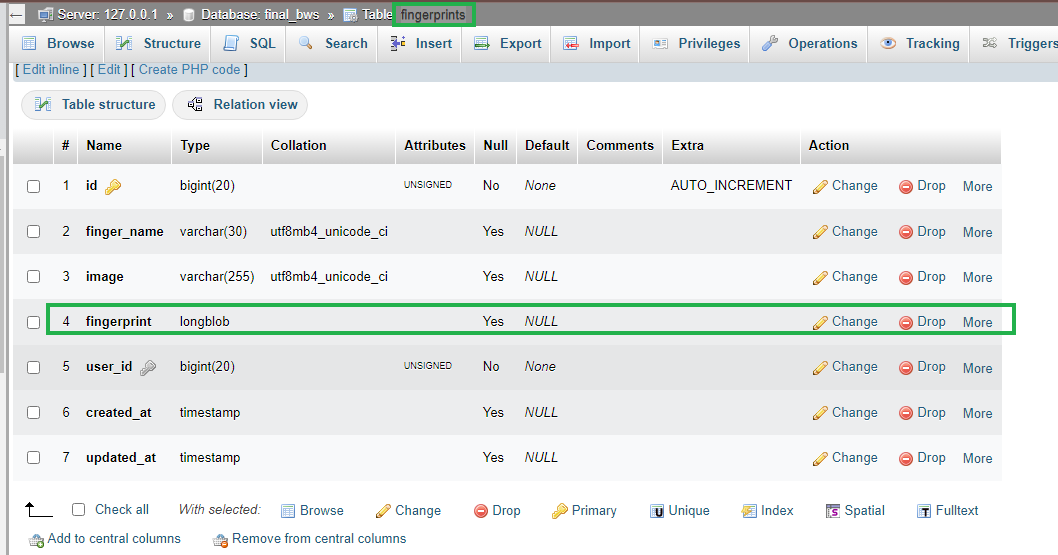 Server: 127.0.0.1 » Database: final_bws » Table fingerprints
Browse Structure SQL Search Insert Export Import Privileges Operations Tracking Triggers
[ Edit inline ] [ Edit ] [ Create PHP code ]
Table structure Relation view
# Name Type Collation Attributes Null Default Comments Extra Action
1 id bigint(20) UNSIGNED No None AUTO_INCREMENT Change Drop More
2 finger_name varchar(30) utf8mb4_unicode_ci Yes NULL Change Drop More
3 image varchar(255) utf8mb4_unicode_ci Yes NULL Change Drop More
4 fingerprint longblob Yes NULL Change Drop More
5 user_id bigint(20) UNSIGNED No None Change Drop More
6 created_at timestamp Yes NULL Change Drop More
7 updated_at timestamp Yes NULL Change Drop More
Check all With selected: Browse Change Drop Primary Unique Index Spatial Fulltext
Add to central columns Remove from central columns